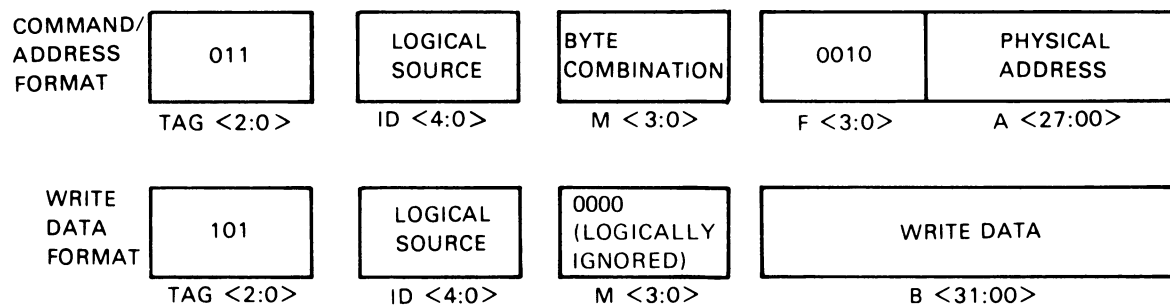 COMMAND/
ADDRESS
FORMAT
011
LOGICAL
SOURCE
BYTE
COMBINATION
0010
PHYSICAL
ADDRESS
TAG <2:0>
ID <4:0>
M <3:0>
F <3:0>
A <27:00>
WRITE
DATA
FORMAT
101
LOGICAL
SOURCE
0000
(LOGICALLY
IGNORED)
WRITE DATA
TAG <2:0>
ID <4:0>
M <3:0>
B <31:00>